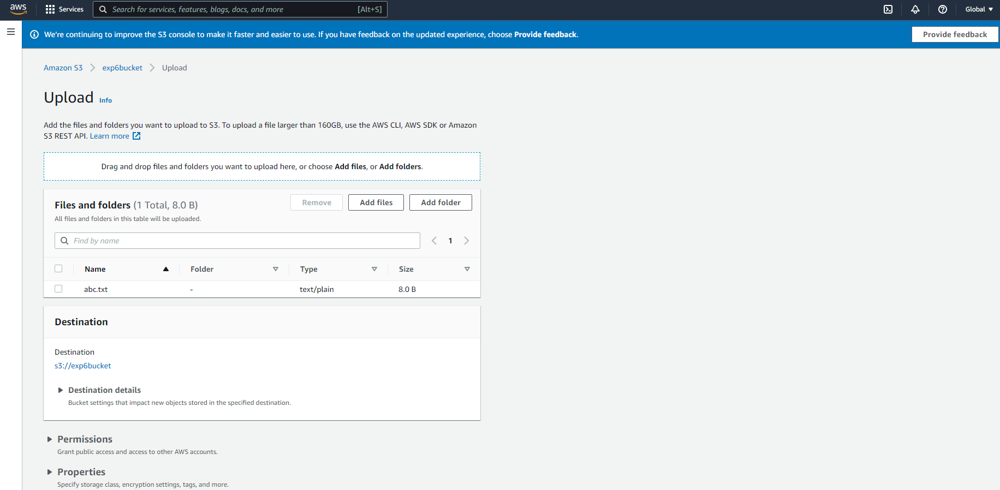 aws Services Search for services, features, blogs, docs, and more [Alt+S] Global
We're continuing to improve the S3 console to make it faster and easier to use. If you have feedback on the updated experience, choose Provide feedback. Provide feedback
Amazon S3 exp6bucket Upload
Upload Info
Add the files and folders you want to upload to S3. To upload a file larger than 160GB, use the AWS CLI, AWS SDK or Amazon
S3 REST API. Learn more
Drag and drop files and folders you want to upload here, or choose Add files, or Add folders.
Files and folders (1 Total, 8.0 B) Remove Add files Add folder
All files and folders in this table will be uploaded.
Find by name 1
Name Folder Type Size
abc.txt - text/plain 8.0 B
Destination
Destination
s3://exp6bucket
Destination details
Bucket settings that impact new objects stored in the specified destination.
Permissions
Grant public access and access to other AWS accounts.
Properties
Specify storage class, encryption settings, tags, and more.